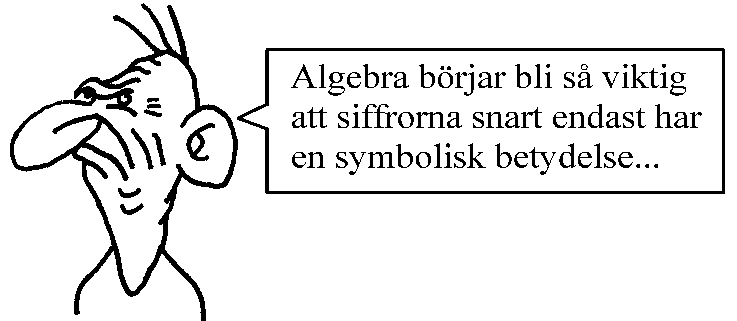 Algebra börjar bli så viktig
att siffrorna snart endast har
en symbolisk betydelse...